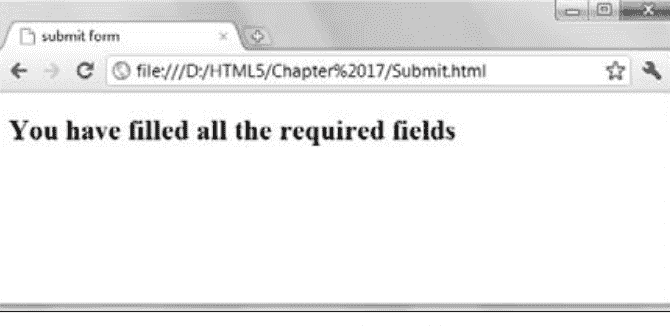 submit form
file:///D:/HTML5/Chapter%2017/Submit.html
You have filled all the required fields